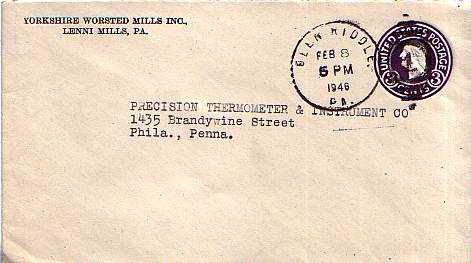 YORKSHIRE WORSTED MILLS INC.,
LENNI MILLS, PA.
GLEN RIDDLE.
FEB 8
5 PM
1946
PA.
UNITED STATES POSTAGE
3 CENTS 3
PRECISION THERMOMETER & INSTRUMENT CO
1435 Brandywine Street
Phila., Penna.